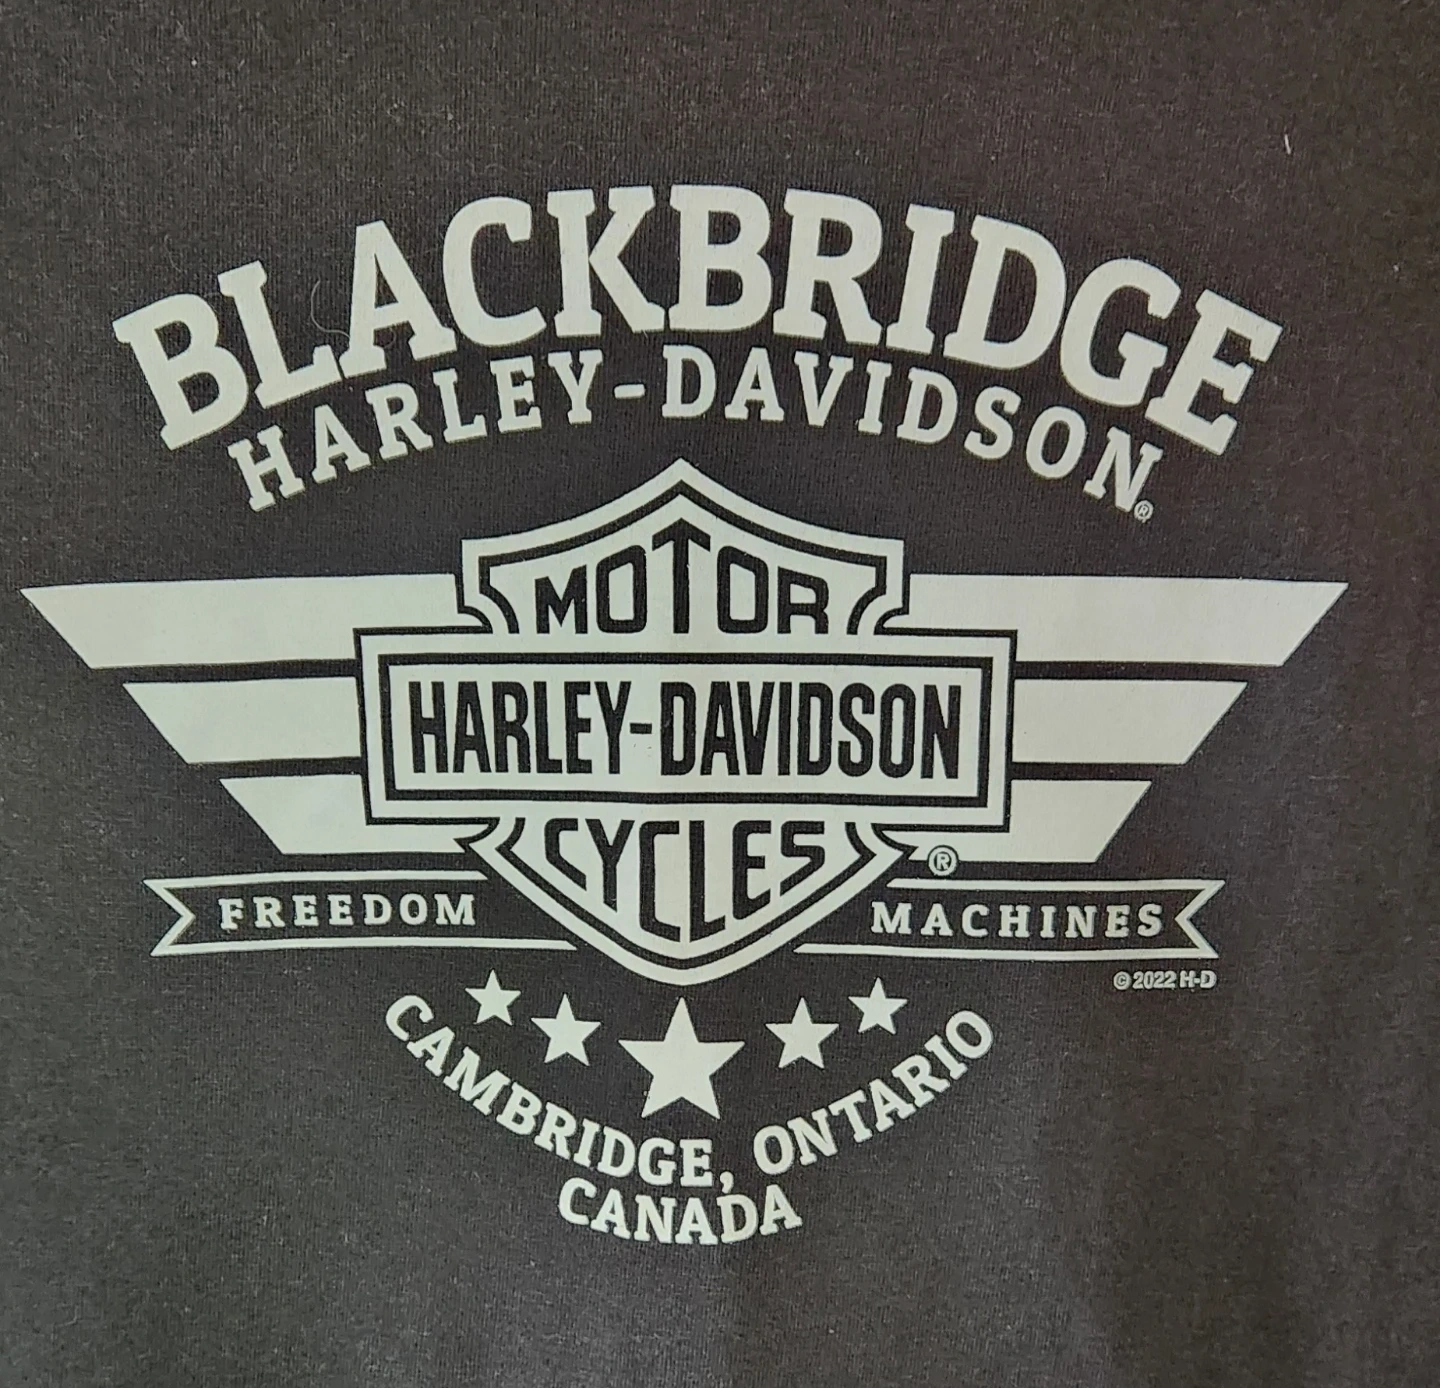 BLACKBRIDGE
HARLEY-DAVIDSON®
MOTOR
HARLEY-DAVIDSON
CYCLES ®
FREEDOM MACHINES
© 2022 H-D
CAMBRIDGE, ONTARIO
CANADA